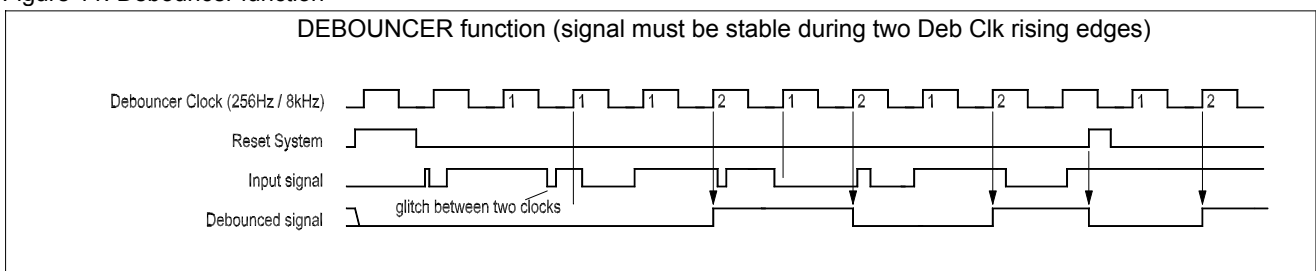 Figure 11. Debouncer function
DEBOUNCER function (signal must be stable during two Deb Clk rising edges)
Debouncer Clock (256Hz / 8kHz)
1 1 1 2 1 2 1 2 1 2
Reset System
Input signal
glitch between two clocks
Debounced signal